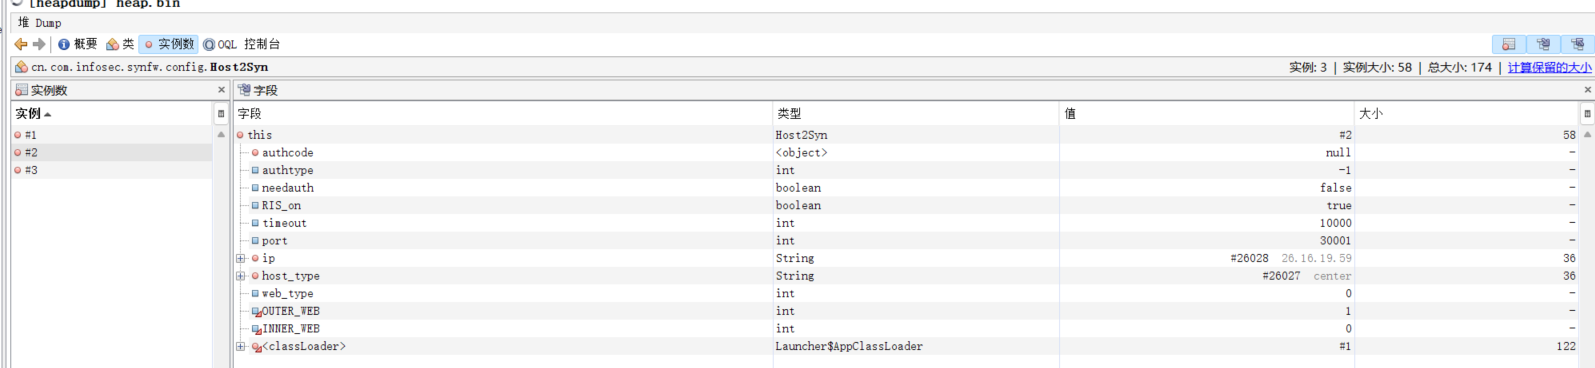 [heapdump] heap.bin
堆 Dump
概要 类 实例数 OQL 控制台
cn.com.infosec.synfw.config.Host2Syn 实例: 3 | 实例大小: 58 | 总大小: 174 | 计算保留的大小
实例数 × 字段 ×
实例 字段 类型 值 大小
#1 this Host2Syn #2 58
#2 authcode <object> null -
#3 authtype int -1 -
needauth boolean false -
RIS_on boolean true -
timeout int 10000 -
port int 30001 -
ip String #26028 26.16.19.59 36
host_type String #26027 center 36
web_type int 0 -
OUTER_WEB int 1 -
INNER_WEB int 0 -
<classLoader> Launcher$AppClassLoader #1 122